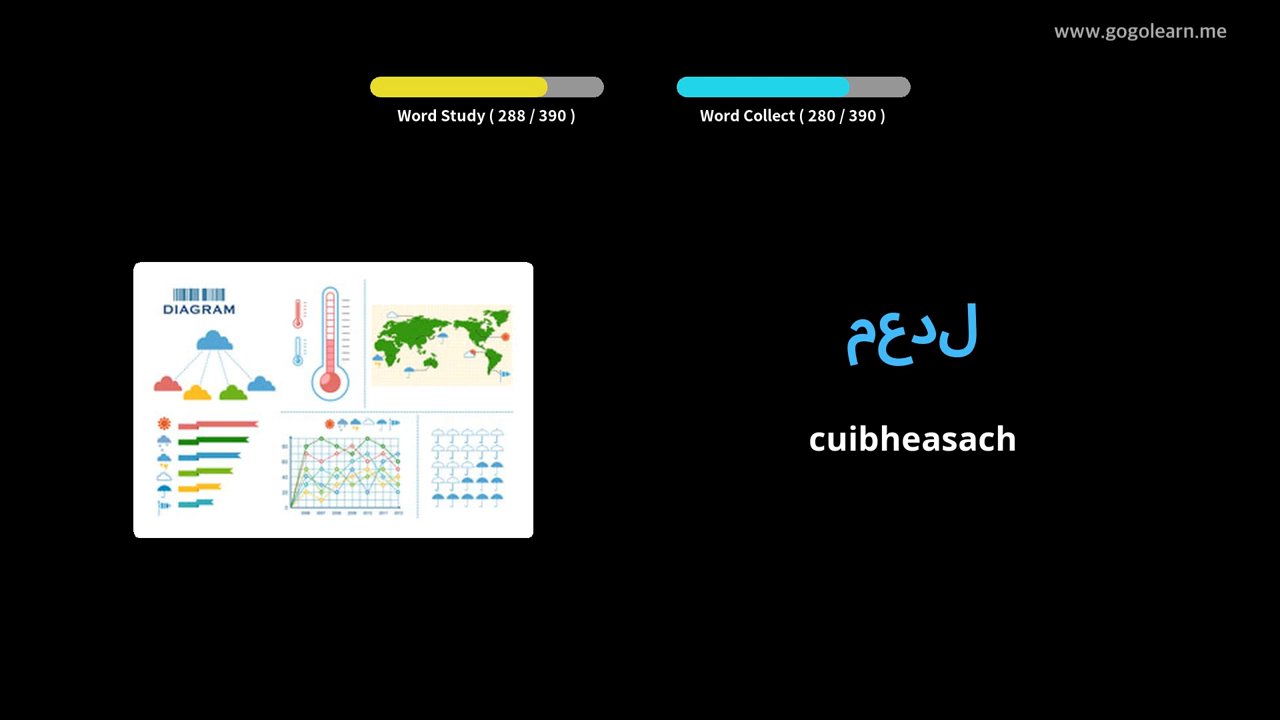 www.gogolearn.me
Word Study ( 288 / 390 )
Word Collect ( 280 / 390 )
DIAGRAM
معدل
cuibheasach